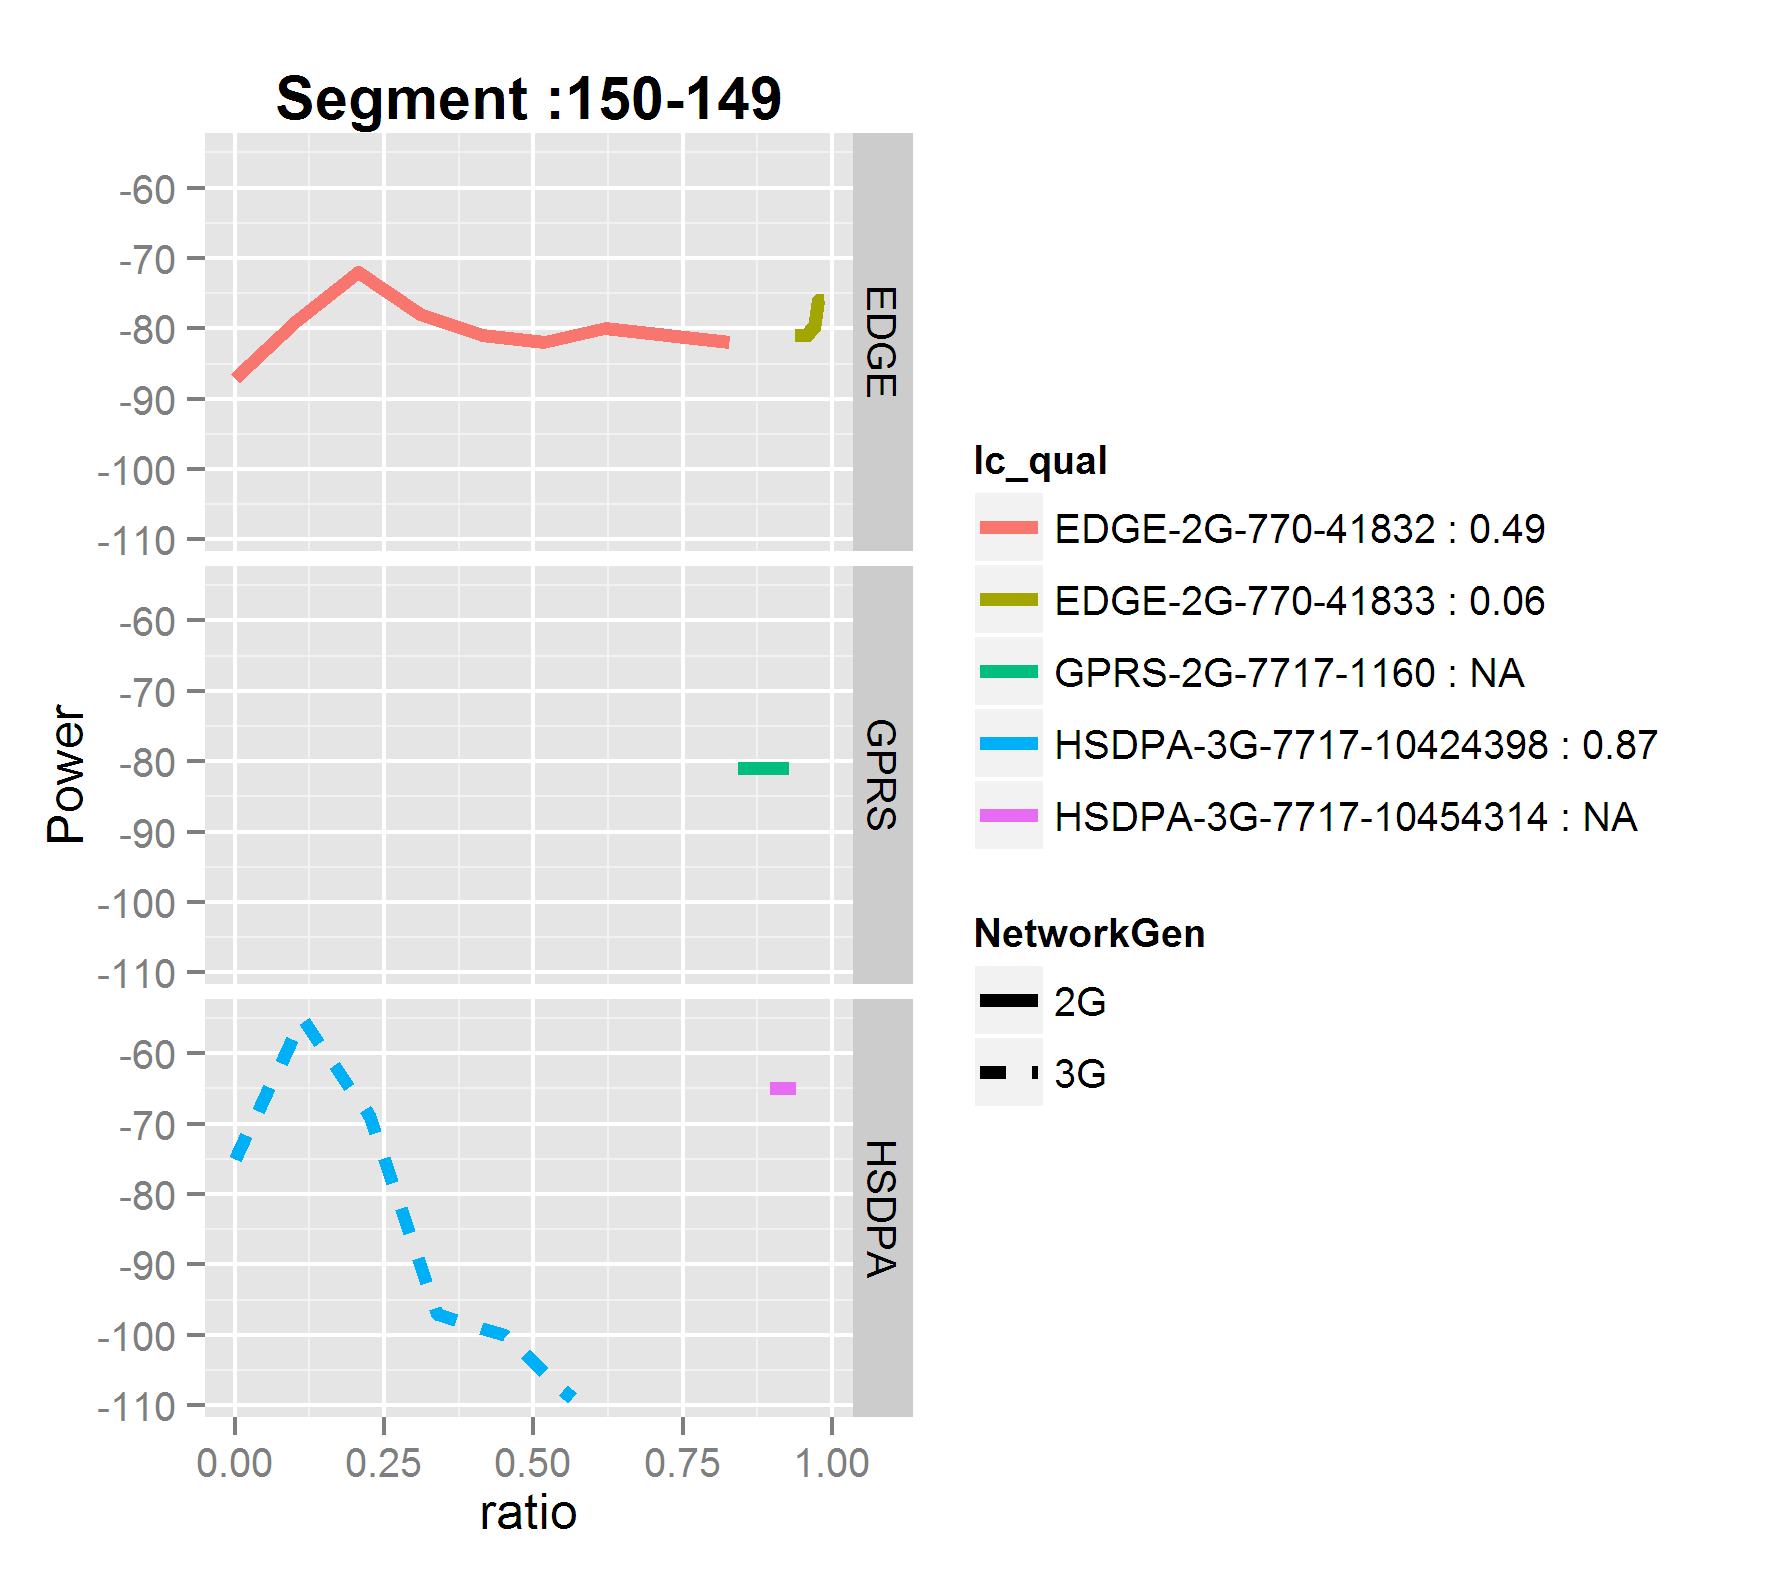 Segment :150-149
-60
-70
-80
-90
-100
-110
EDGE
-60
-70
-80
-90
-100
-110
GPRS
-60
-70
-80
-90
-100
-110
HSDPA
Power
0.00 0.25 0.50 0.75 1.00
ratio
lc_qual
EDGE-2G-770-41832 : 0.49
EDGE-2G-770-41833 : 0.06
GPRS-2G-7717-1160 : NA
HSDPA-3G-7717-10424398 : 0.87
HSDPA-3G-7717-10454314 : NA
NetworkGen
2G
3G